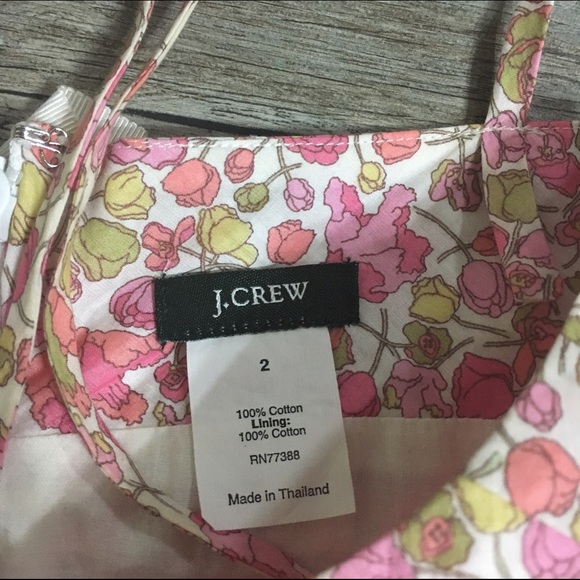 J.CREW
2
100% Cotton
Lining:
100% Cotton
RN77388
Made in Thailand